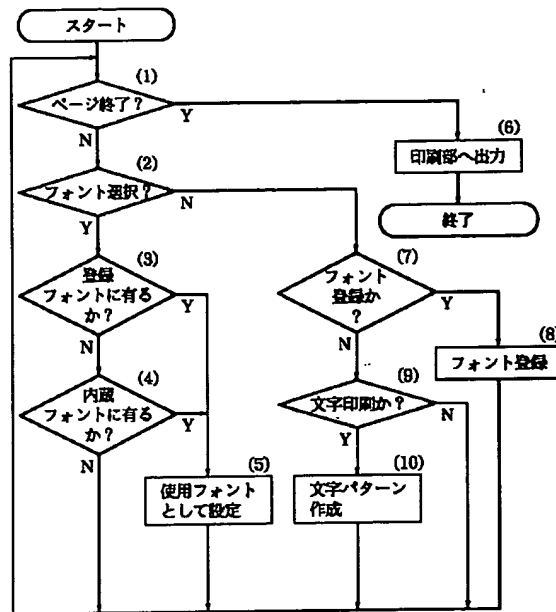 スタート
(1)
ページ終了?
Y
N
(6)
印刷部へ出力
終了
(2)
フォント選択?
N
Y
(3)
登録
フォントに有る
か?
Y
N
(7)
フォント
登録か
?
Y
N
(8)
フォント登録
(4)
内蔵
フォントに有る
か?
Y
N
(9)
文字印刷か?
N
Y
(5)
使用フォント
として設定
(10)
文字パターン
作成